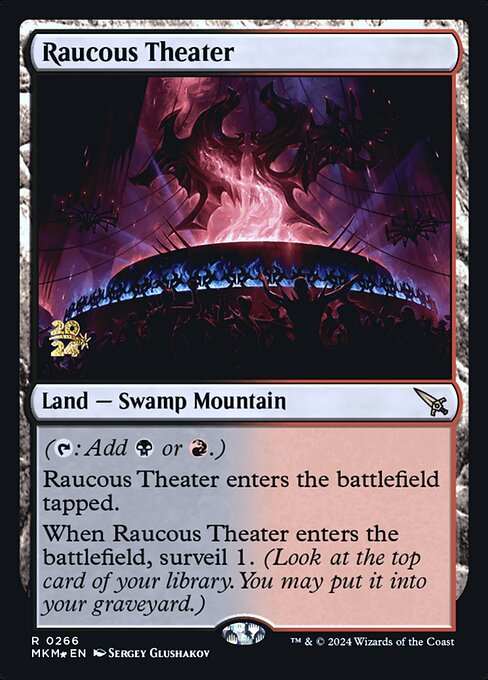 Raucous Theater
20
24
Land — Swamp Mountain
(T: Add B or R.)
Raucous Theater enters the battlefield
tapped.
When Raucous Theater enters the
battlefield, surveil 1. (Look at the top
card of your library. You may put it into
your graveyard.)
R 0266
MKM★EN Sergey Glushakov
™ & © 2024 Wizards of the Coast